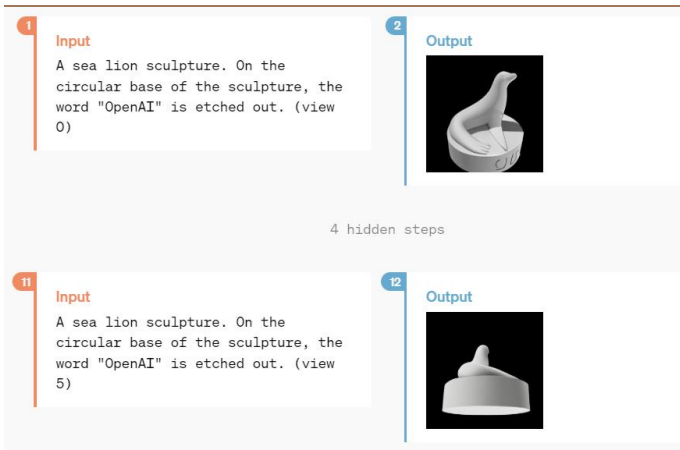 1
Input
A sea lion sculpture. On the
circular base of the sculpture, the
word "OpenAI" is etched out. (view
0)
2
Output
4 hidden steps
11
Input
A sea lion sculpture. On the
circular base of the sculpture, the
word "OpenAI" is etched out. (view
5)
12
Output